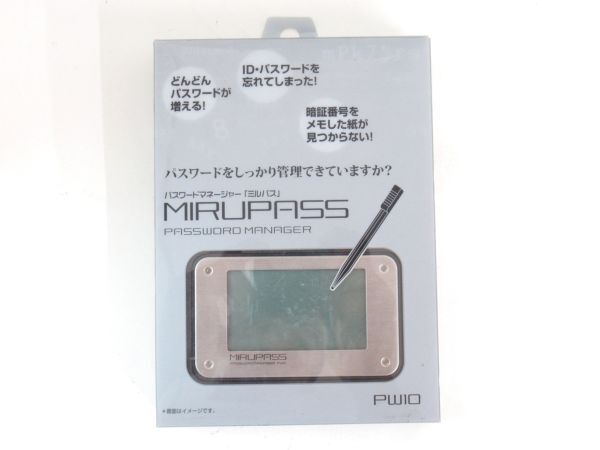 どんどん
パスワードが
増える!
ID・パスワードを
忘れてしまった!
暗証番号を
メモした紙が
見つからない!
パスワードをしっかり管理できていますか?
パスワードマネージャー「ミルパス」
MIRUPASS
PASSWORD MANAGER
MIRUPASS
PW10
*画面はイメージです。